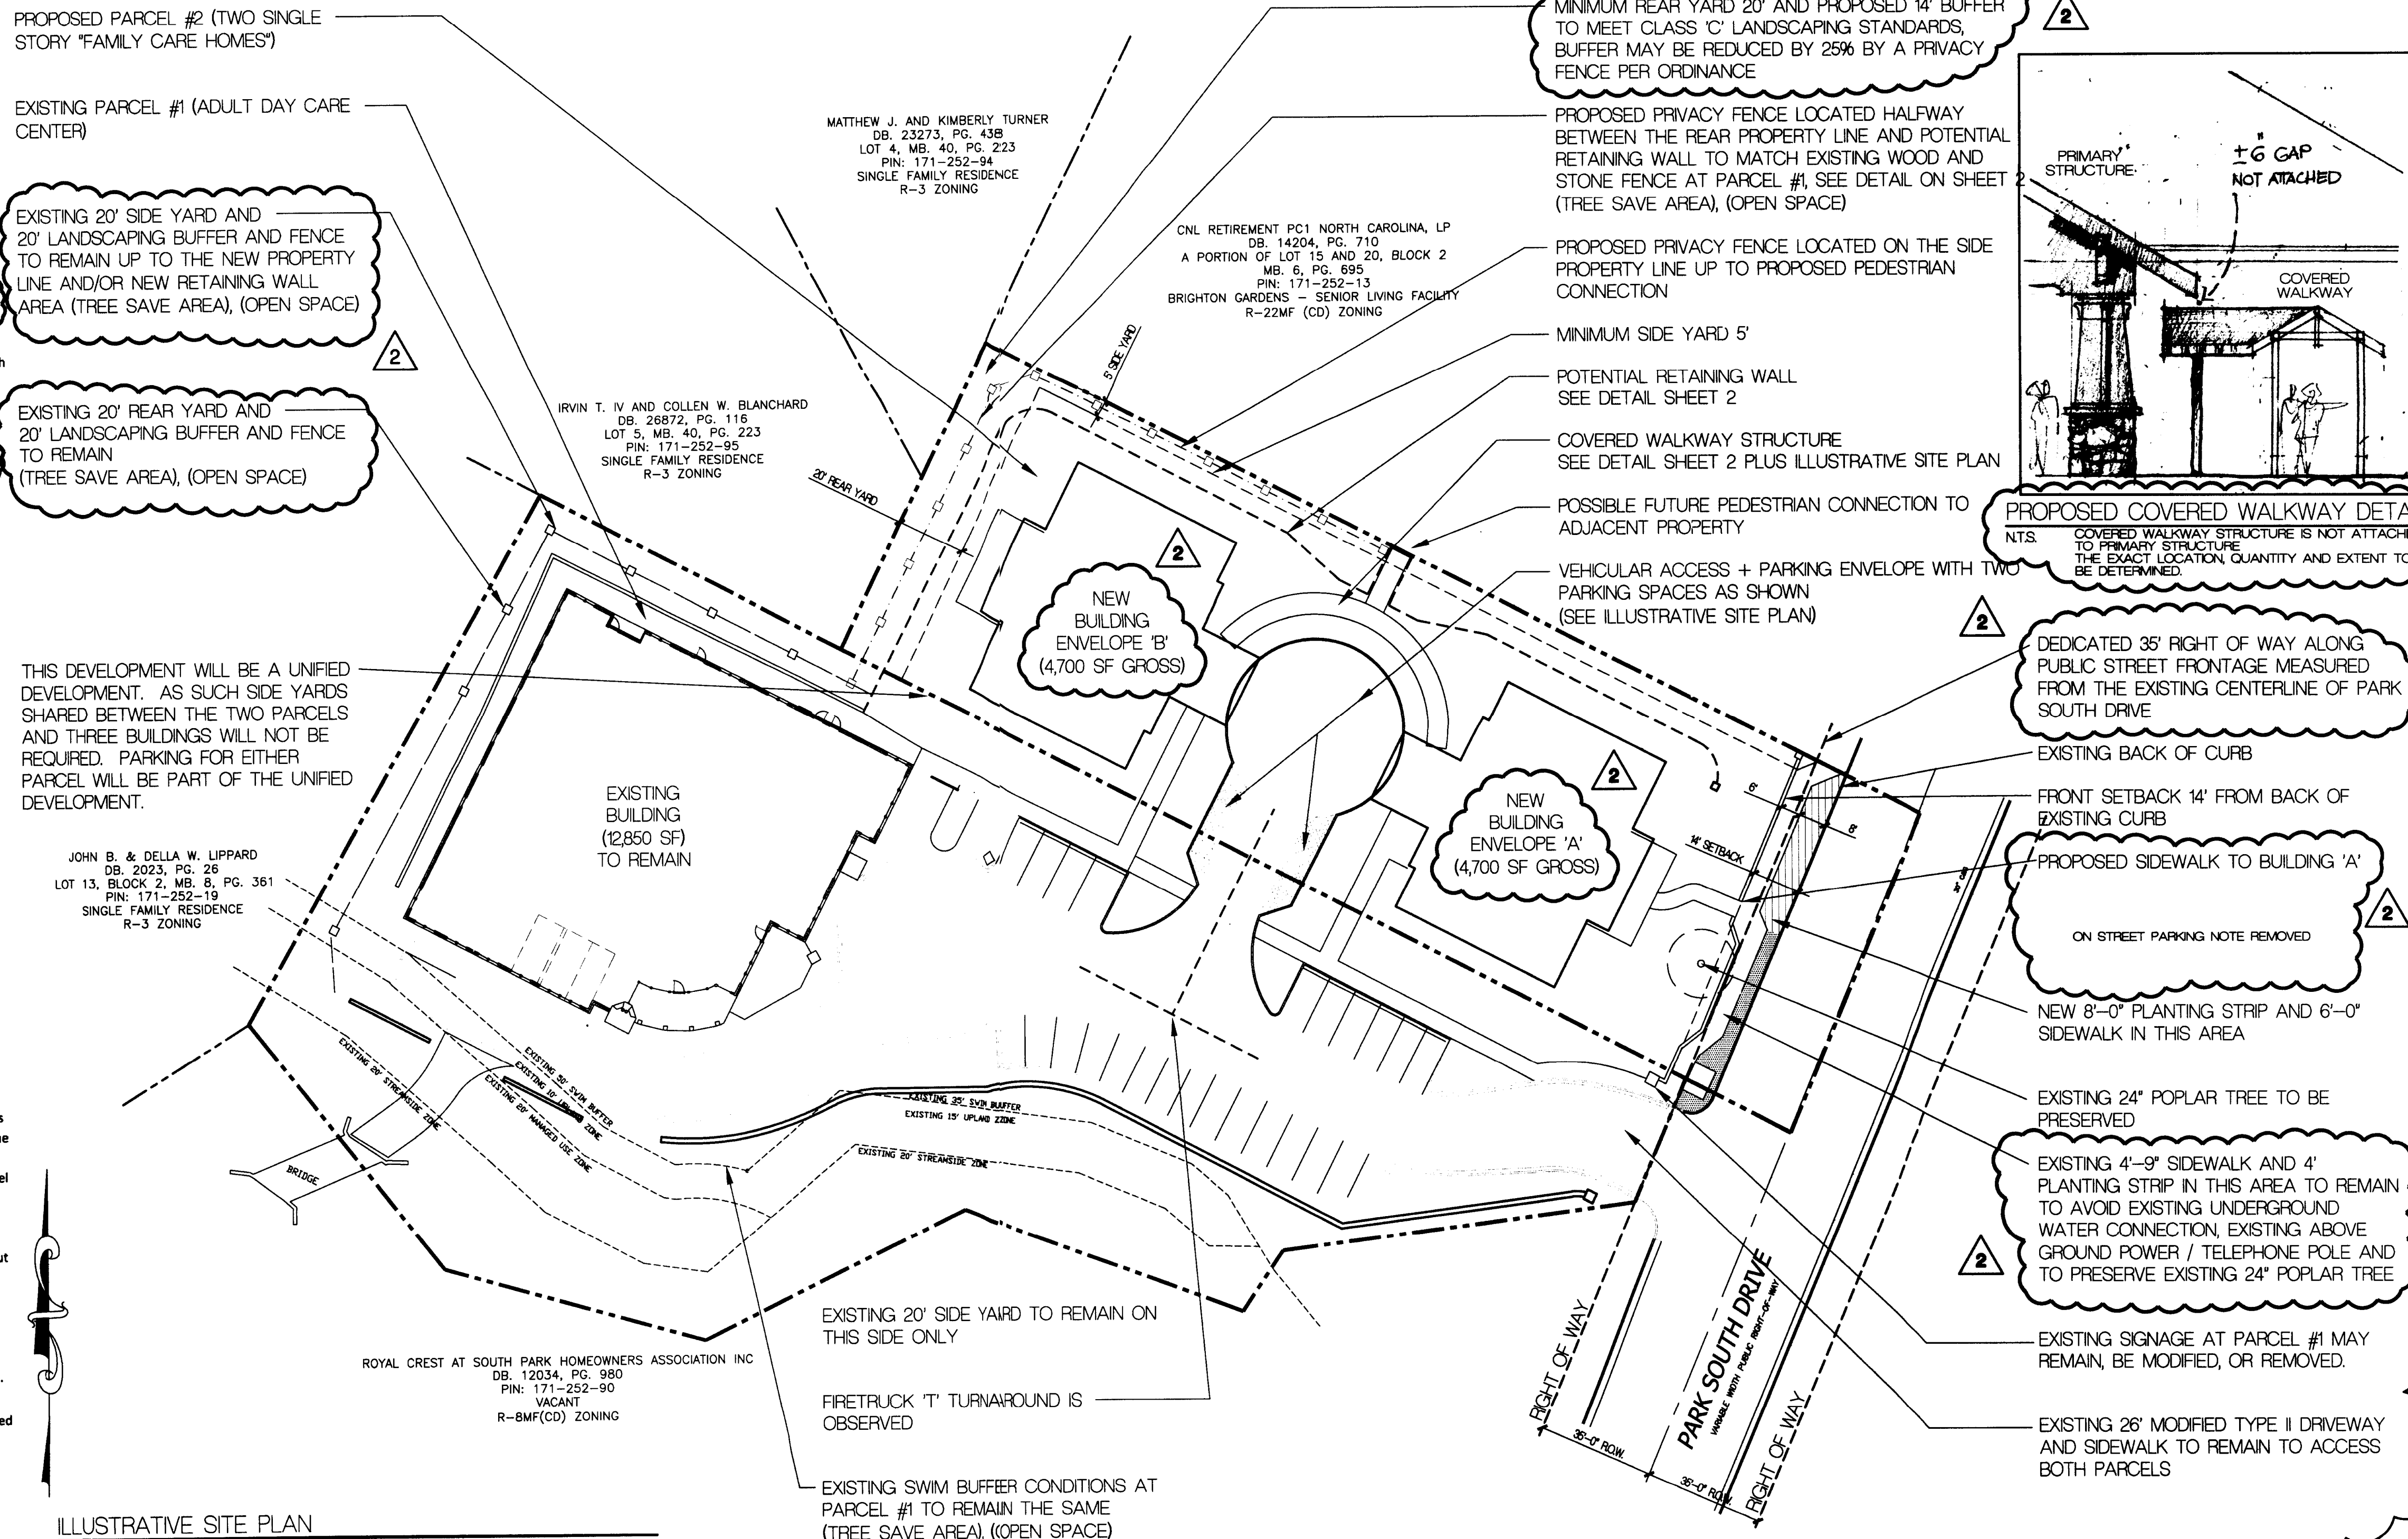 PROPOSED PARCEL #2 (TWO SINGLE
STORY "FAMILY CARE HOMES")
EXISTING PARCEL #1 (ADULT DAY CARE
CENTER)
EXISTING 20' SIDE YARD AND
20' LANDSCAPING BUFFER AND FENCE
TO REMAIN UP TO THE NEW PROPERTY
LINE AND/OR NEW RETAINING WALL
AREA (TREE SAVE AREA), (OPEN SPACE)
2
EXISTING 20' REAR YARD AND
20' LANDSCAPING BUFFER AND FENCE
TO REMAIN
(TREE SAVE AREA), (OPEN SPACE)
THIS DEVELOPMENT WILL BE A UNIFIED
DEVELOPMENT. AS SUCH SIDE YARDS
SHARED BETWEEN THE TWO PARCELS
AND THREE BUILDINGS WILL NOT BE
REQUIRED. PARKING FOR EITHER
PARCEL WILL BE PART OF THE UNIFIED
DEVELOPMENT.
JOHN B. & DELLA W. LIPPARD
DB. 2023, PG. 26
LOT 13, BLOCK 2, MB. 8, PG. 361
PIN: 171-252-19
SINGLE FAMILY RESIDENCE
R-3 ZONING
MATTHEW J. AND KIMBERLY TURNER
DB. 23273, PG. 438
LOT 4, MB. 40, PG. 223
PIN: 171-252-94
SINGLE FAMILY RESIDENCE
R-3 ZONING
CNL RETIREMENT PC1 NORTH CAROLINA, LP
DB. 14204, PG. 710
A PORTION OF LOT 15 AND 20, BLOCK 2
MB. 6, PG. 695
PIN: 171-252-13
BRIGHTON GARDENS - SENIOR LIVING FACILITY
R-22MF (CD) ZONING
IRVIN T. IV AND COLLEN W. BLANCHARD
DB. 26872, PG. 116
LOT 5, MB. 40, PG. 223
PIN: 171-252-95
SINGLE FAMILY RESIDENCE
R-3 ZONING
5' SIDE YARD
20' REAR YARD
2
NEW
BUILDING
ENVELOPE 'B'
(4,700 SF GROSS)
EXISTING
BUILDING
(12,850 SF)
TO REMAIN
2
NEW
BUILDING
ENVELOPE 'A'
(4,700 SF GROSS)
6'
8'
14' SETBACK
EXISTING 50' SWIM BUFFER
EXISTING 10' UPLAND ZONE
EXISTING 20' MANAGED USE ZONE
EXISTING 20' STREAMSIDE ZONE
BRIDGE
EXISTING 35' SWIM BUFFER
EXISTING 15' UPLAND ZONE
EXISTING 20' STREAMSIDE ZONE
ROYAL CREST AT SOUTH PARK HOMEOWNERS ASSOCIATION INC
DB. 12034, PG. 980
PIN: 171-252-90
VACANT
R-8MF(CD) ZONING
EXISTING 20' SIDE YARD TO REMAIN ON
THIS SIDE ONLY
FIRETRUCK 'T' TURNAROUND IS
OBSERVED
EXISTING SWIM BUFFER CONDITIONS AT
PARCEL #1 TO REMAIN THE SAME
(TREE SAVE AREA), (OPEN SPACE)
ILLUSTRATIVE SITE PLAN
MINIMUM REAR YARD 20' AND PROPOSED 14' BUFFER
TO MEET CLASS 'C' LANDSCAPING STANDARDS,
BUFFER MAY BE REDUCED BY 25% BY A PRIVACY
FENCE PER ORDINANCE
2
PROPOSED PRIVACY FENCE LOCATED HALFWAY
BETWEEN THE REAR PROPERTY LINE AND POTENTIAL
RETAINING WALL TO MATCH EXISTING WOOD AND
STONE FENCE AT PARCEL #1, SEE DETAIL ON SHEET 2
(TREE SAVE AREA), (OPEN SPACE)
PROPOSED PRIVACY FENCE LOCATED ON THE SIDE
PROPERTY LINE UP TO PROPOSED PEDESTRIAN
CONNECTION
MINIMUM SIDE YARD 5'
POTENTIAL RETAINING WALL
SEE DETAIL SHEET 2
COVERED WALKWAY STRUCTURE
SEE DETAIL SHEET 2 PLUS ILLUSTRATIVE SITE PLAN
POSSIBLE FUTURE PEDESTRIAN CONNECTION TO
ADJACENT PROPERTY
VEHICULAR ACCESS + PARKING ENVELOPE WITH TWO
PARKING SPACES AS SHOWN
(SEE ILLUSTRATIVE SITE PLAN)
PRIMARY
STRUCTURE
±6" GAP
NOT ATTACHED
COVERED
WALKWAY
PROPOSED COVERED WALKWAY DETA
N.T.S.
COVERED WALKWAY STRUCTURE IS NOT ATTACHE
TO PRIMARY STRUCTURE
THE EXACT LOCATION, QUANTITY AND EXTENT TO
BE DETERMINED.
2
DEDICATED 35' RIGHT OF WAY ALONG
PUBLIC STREET FRONTAGE MEASURED
FROM THE EXISTING CENTERLINE OF PARK
SOUTH DRIVE
EXISTING BACK OF CURB
FRONT SETBACK 14' FROM BACK OF
EXISTING CURB
PROPOSED SIDEWALK TO BUILDING 'A'
ON STREET PARKING NOTE REMOVED
2
NEW 8'-0" PLANTING STRIP AND 6'-0"
SIDEWALK IN THIS AREA
EXISTING 24" POPLAR TREE TO BE
PRESERVED
EXISTING 4'-9" SIDEWALK AND 4'
PLANTING STRIP IN THIS AREA TO REMAIN
TO AVOID EXISTING UNDERGROUND
WATER CONNECTION, EXISTING ABOVE
GROUND POWER / TELEPHONE POLE AND
TO PRESERVE EXISTING 24" POPLAR TREE
2
EXISTING SIGNAGE AT PARCEL #1 MAY
REMAIN, BE MODIFIED, OR REMOVED.
EXISTING 26' MODIFIED TYPE II DRIVEWAY
AND SIDEWALK TO REMAIN TO ACCESS
BOTH PARCELS
RIGHT OF WAY
PARK SOUTH DRIVE
VARIABLE WIDTH PUBLIC RIGHT-OF-WAY
RIGHT OF WAY
35'-0" R.O.W.
35'-0" R.O.W.